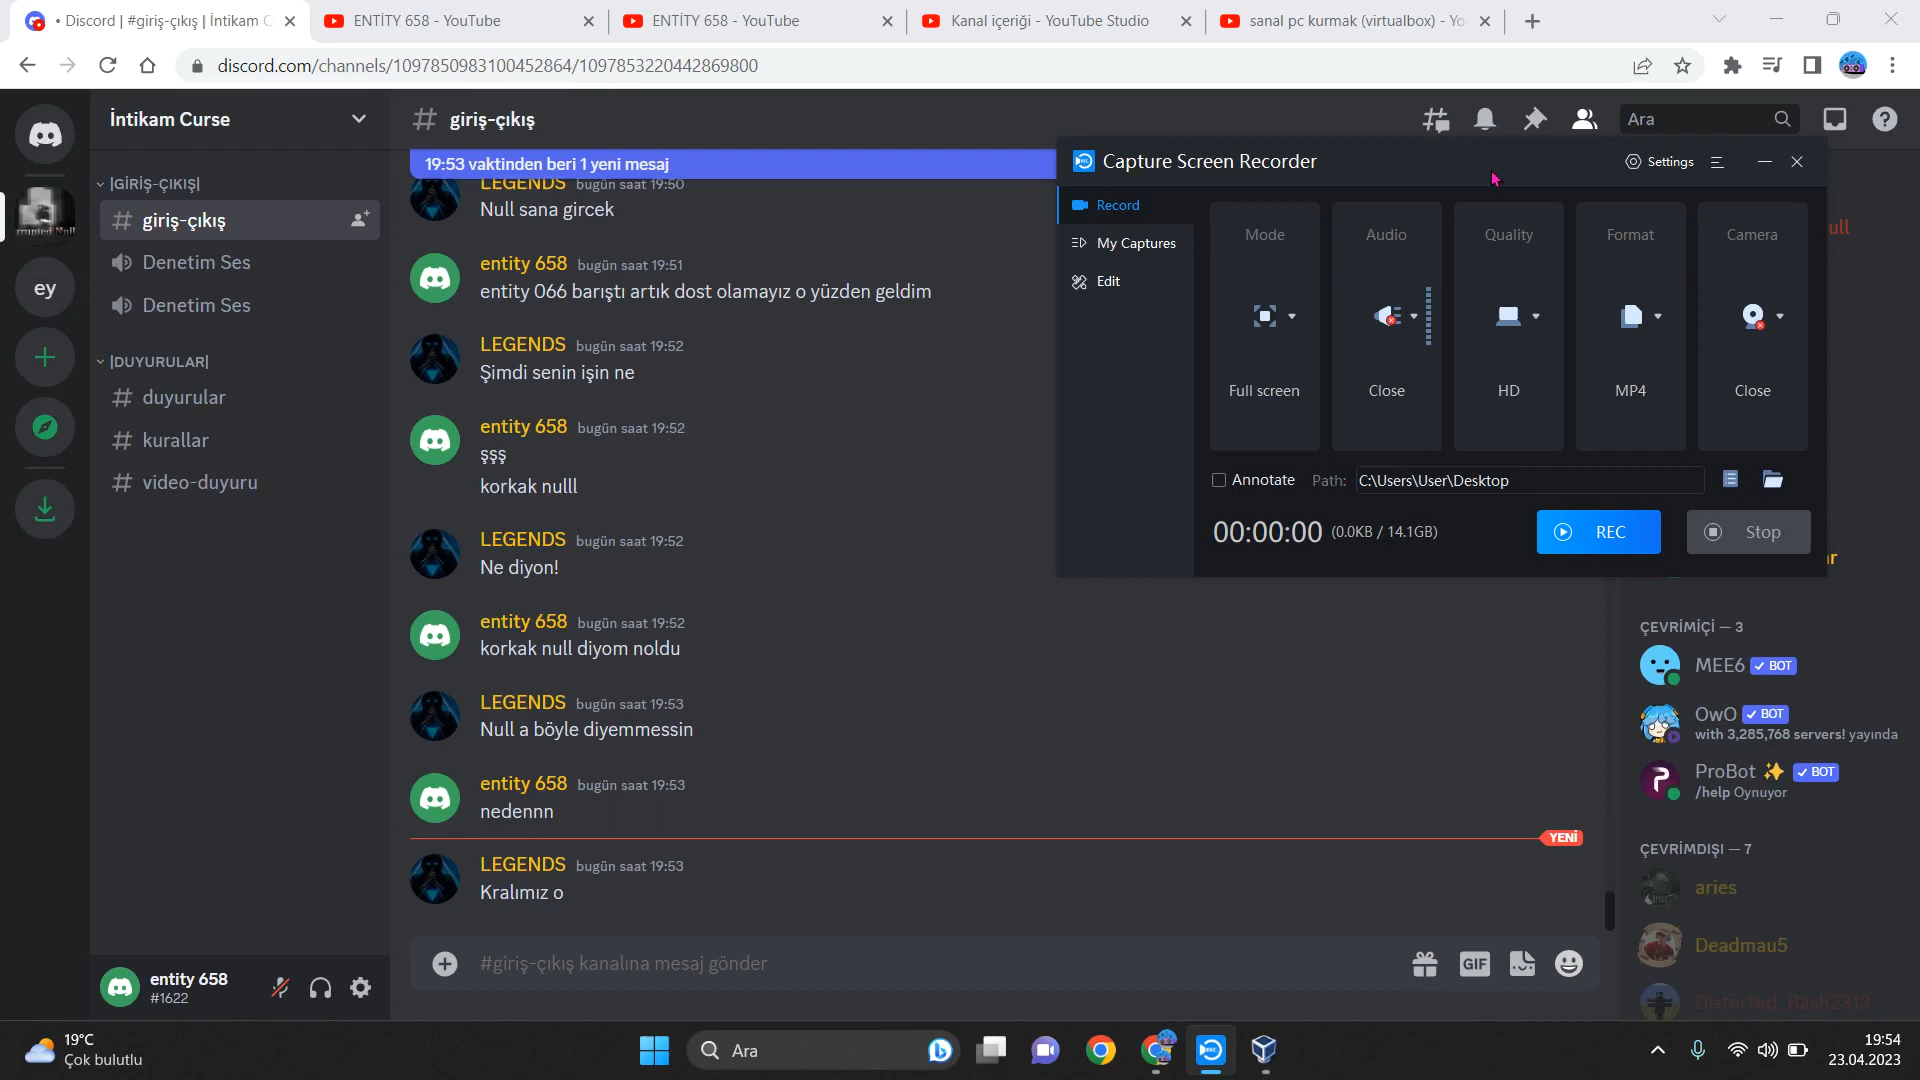 • Discord | #giriş-çıkış | İntikam C
ENTİTY 658 - YouTube
ENTİTY 658 - YouTube
Kanal içeriği - YouTube Studio
sanal pc kurmak (virtualbox) - Yo
discord.com/channels/1097850983100452864/1097853220442869800
İntikam Curse
|GİRİŞ-ÇIKIŞ|
giriş-çıkış
Denetim Ses
Denetim Ses
|DUYURULAR|
duyurular
kurallar
video-duyuru
ey
entity 658
#1622
giriş-çıkış
Ara
19:53 vaktinden beri 1 yeni mesaj
LEGENDS bugün saat 19:50
Null sana gircek
entity 658 bugün saat 19:51
entity 066 barıştı artık dost olamayız o yüzden geldim
LEGENDS bugün saat 19:52
Şimdi senin işin ne
entity 658 bugün saat 19:52
şşş
korkak nulll
LEGENDS bugün saat 19:52
Ne diyon!
entity 658 bugün saat 19:52
korkak null diyom noldu
LEGENDS bugün saat 19:53
Null a böyle diyemmessin
entity 658 bugün saat 19:53
nedennn
YENİ
LEGENDS bugün saat 19:53
Kralımız o
#giriş-çıkış kanalına mesaj gönder
GIF
Capture Screen Recorder
Settings
Record
My Captures
Edit
Mode
Audio
Quality
Format
Camera
Full screen
Close
HD
MP4
Close
Annotate
Path:
C:\Users\User\Desktop
00:00:00 (0.0KB / 14.1GB)
REC
Stop
ull
ar
ÇEVRİMİÇİ — 3
MEE6 ✓ BOT
OwO ✓ BOT
with 3,285,768 servers! yayında
ProBot ✨ ✓ BOT
/help Oynuyor
ÇEVRİMDIŞI — 7
aries
Deadmau5
Distorted_Bash2313
19°C
Çok bulutlu
Ara
19:54
23.04.2023